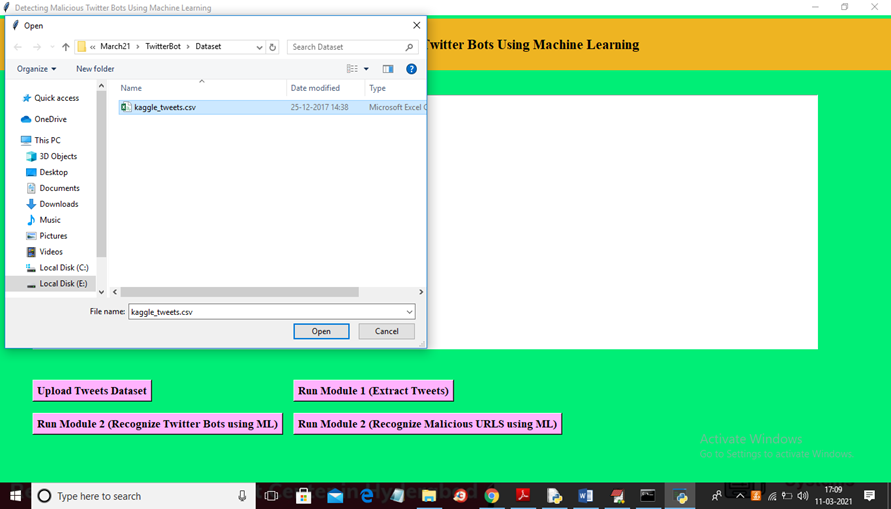 Detecting Malicious Twitter Bots Using Machine Learning
Open
Twitter Bots Using Machine Learning
« March21 › TwitterBot › Dataset
Search Dataset
Organize
New folder
Name
Date modified
Type
kaggle_tweets.csv
25-12-2017 14:38
Microsoft Excel C
Quick access
OneDrive
This PC
3D Objects
Desktop
Documents
Downloads
Music
Pictures
Videos
Local Disk (C:)
Local Disk (E:)
File name:
kaggle_tweets.csv
Open
Cancel
Upload Tweets Dataset
Run Module 1 (Extract Tweets)
Run Module 2 (Recognize Twitter Bots using ML)
Run Module 2 (Recognize Malicious URLS using ML)
Activate Windows
Go to Settings to activate Windows.
Type here to search
17:09
11-03-2021